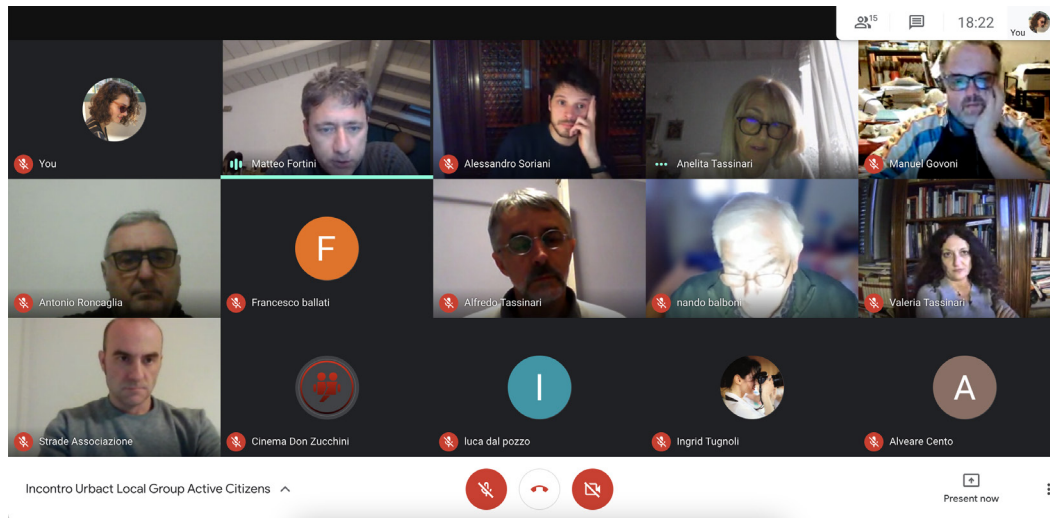 15
18:22
You
You
Matteo Fortini
Alessandro Soriani
Anelita Tassinari
Manuel Govoni
Antonio Roncaglia
F
Francesco ballati
Alfredo Tassinari
nando balboni
Valeria Tassinari
Strade Associazione
Cinema Don Zucchini
l
luca dal pozzo
Ingrid Tugnoli
A
Alveare Cento
Incontro Urbact Local Group Active Citizens
Present now